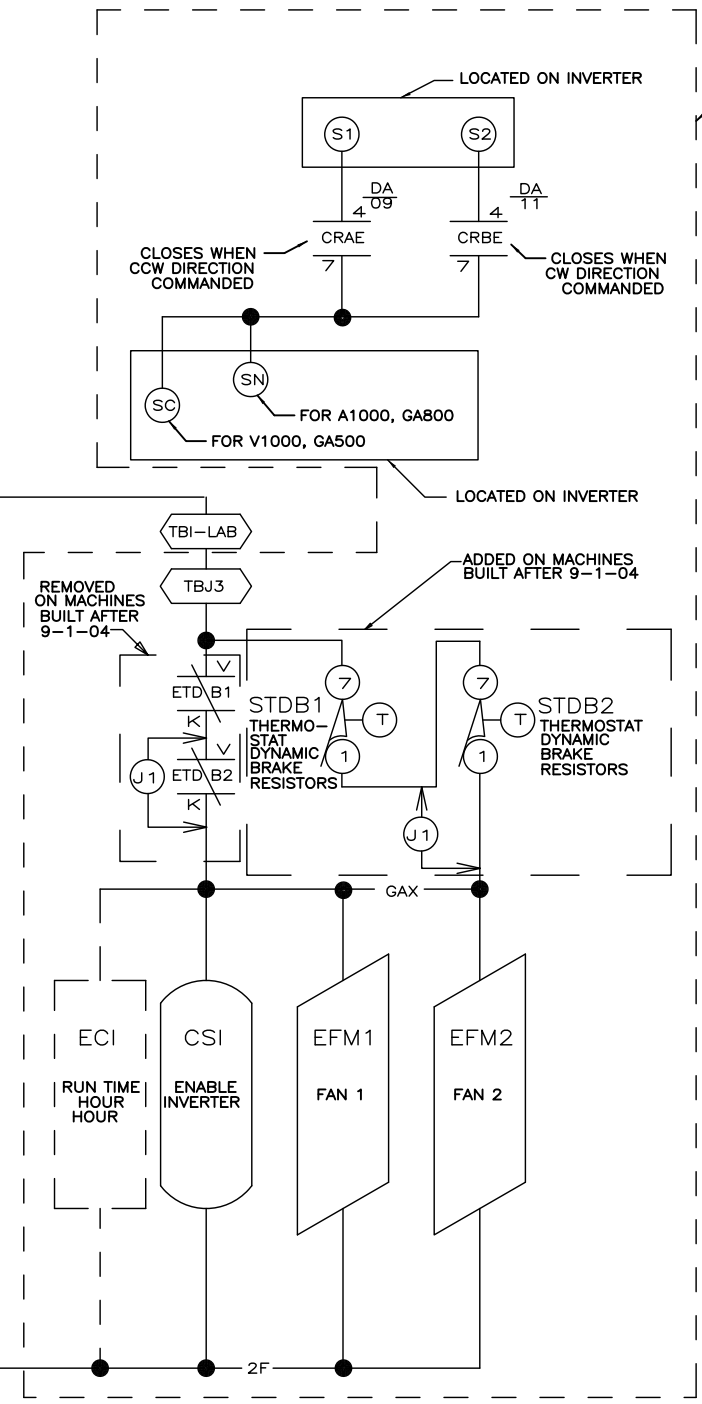 LOCATED ON INVERTER
S1
S2
DA
09
DA
11
4
4
CRAE
CRBE
7
7
CLOSES WHEN
CCW DIRECTION
COMMANDED
CLOSES WHEN
CW DIRECTION
COMMANDED
SN
SC
FOR A1000, GA800
FOR V1000, GA500
LOCATED ON INVERTER
TB1-LAB
TBJ3
ADDED ON MACHINES
BUILT AFTER 9-1-04
REMOVED
ON MACHINES
BUILT AFTER
9-1-04
V
ETD B1
K
V
ETD B2
K
J1
STDB1
THERMO-
STAT
DYNAMIC
BRAKE
RESISTORS
7
T
1
7
T
1
STDB2
THERMOSTAT
DYNAMIC
BRAKE
RESISTORS
J1
GAX
ECI
RUN TIME
HOUR
HOUR
CSI
ENABLE
INVERTER
EFM1
FAN 1
EFM2
FAN 2
2F